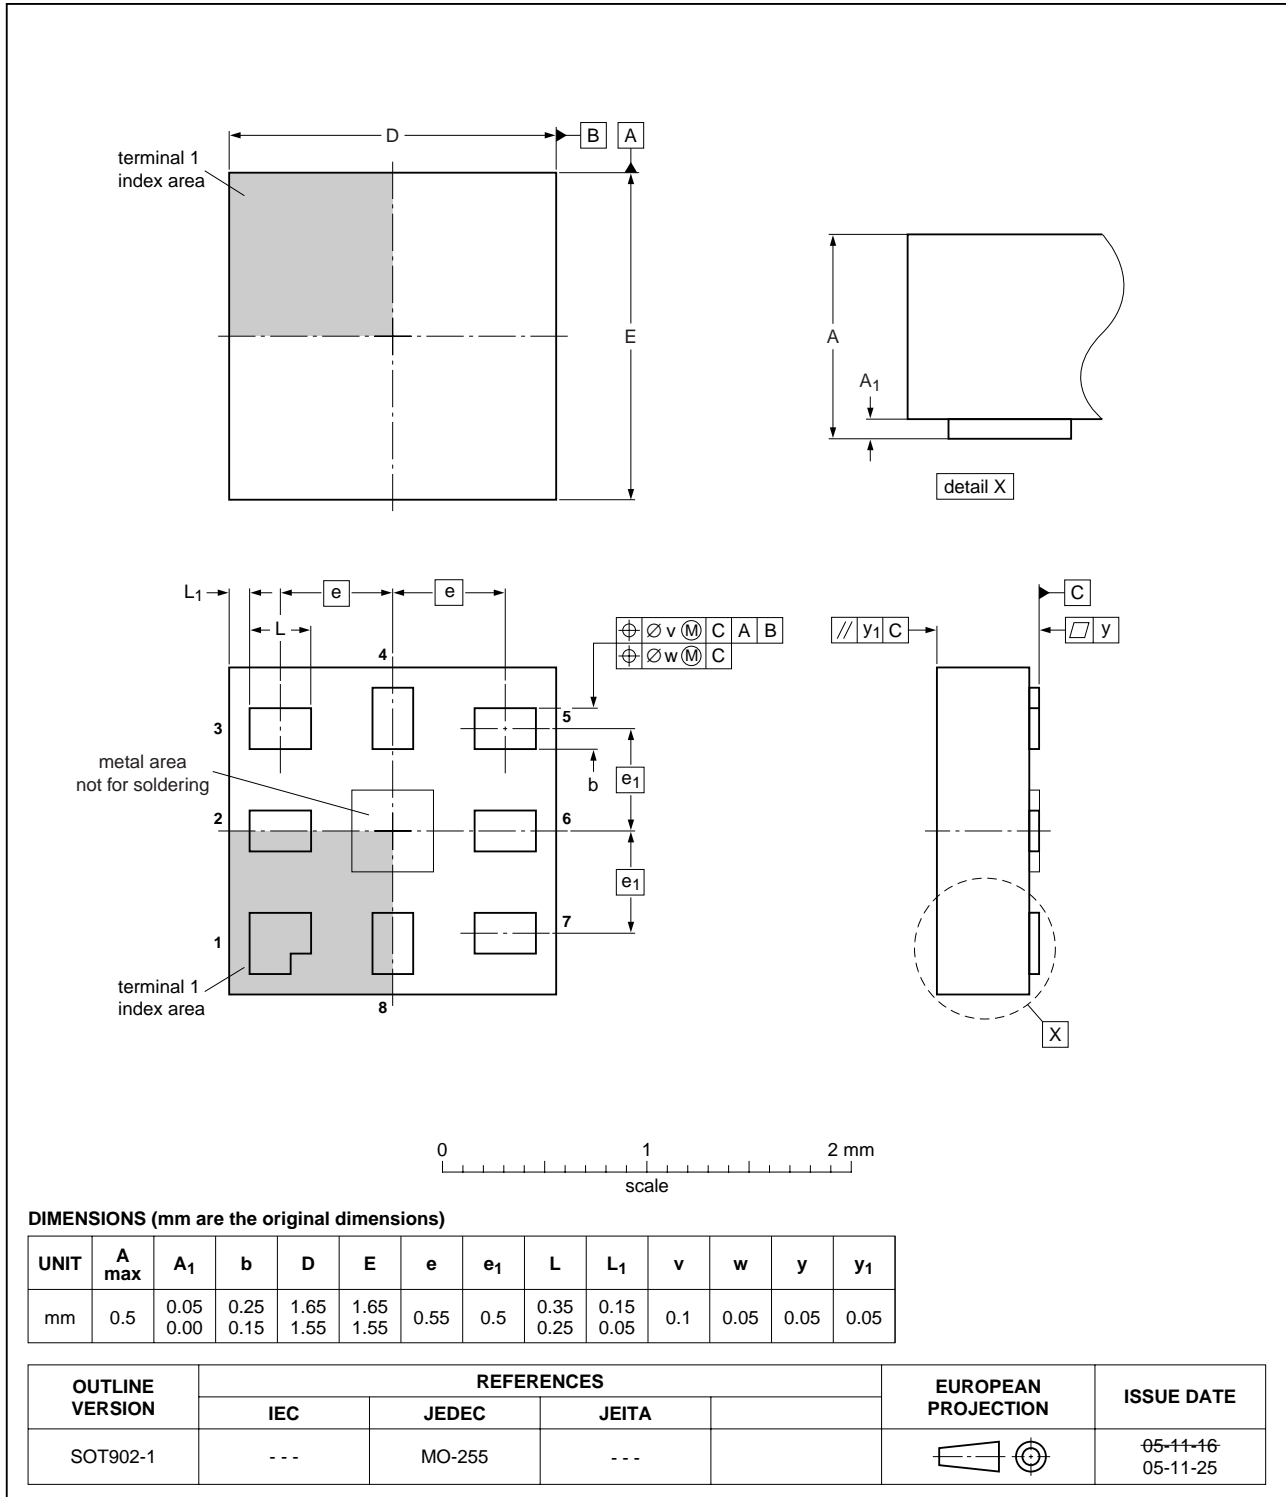 D
B
A
terminal 1
index area
E
A
A1
detail X
L1
e
e
L
C
⌖ ∅ v Ⓜ C A B
⌖ ∅ w Ⓜ C
// y1 C
⏥ y
4
3
5
metal area
not for soldering
b
e1
2
6
e1
1
7
terminal 1
index area
8
X
0 1 2 mm
scale
DIMENSIONS (mm are the original dimensions)
UNIT A max A1 b D E e e1 L L1 v w y y1
mm 0.5 0.05 0.00 0.25 0.15 1.65 1.55 1.65 1.55 0.55 0.5 0.35 0.25 0.15 0.05 0.1 0.05 0.05 0.05
OUTLINE VERSION REFERENCES EUROPEAN PROJECTION ISSUE DATE
IEC JEDEC JEITA
SOT902-1 - - - MO-255 - - - 05-11-16
05-11-25